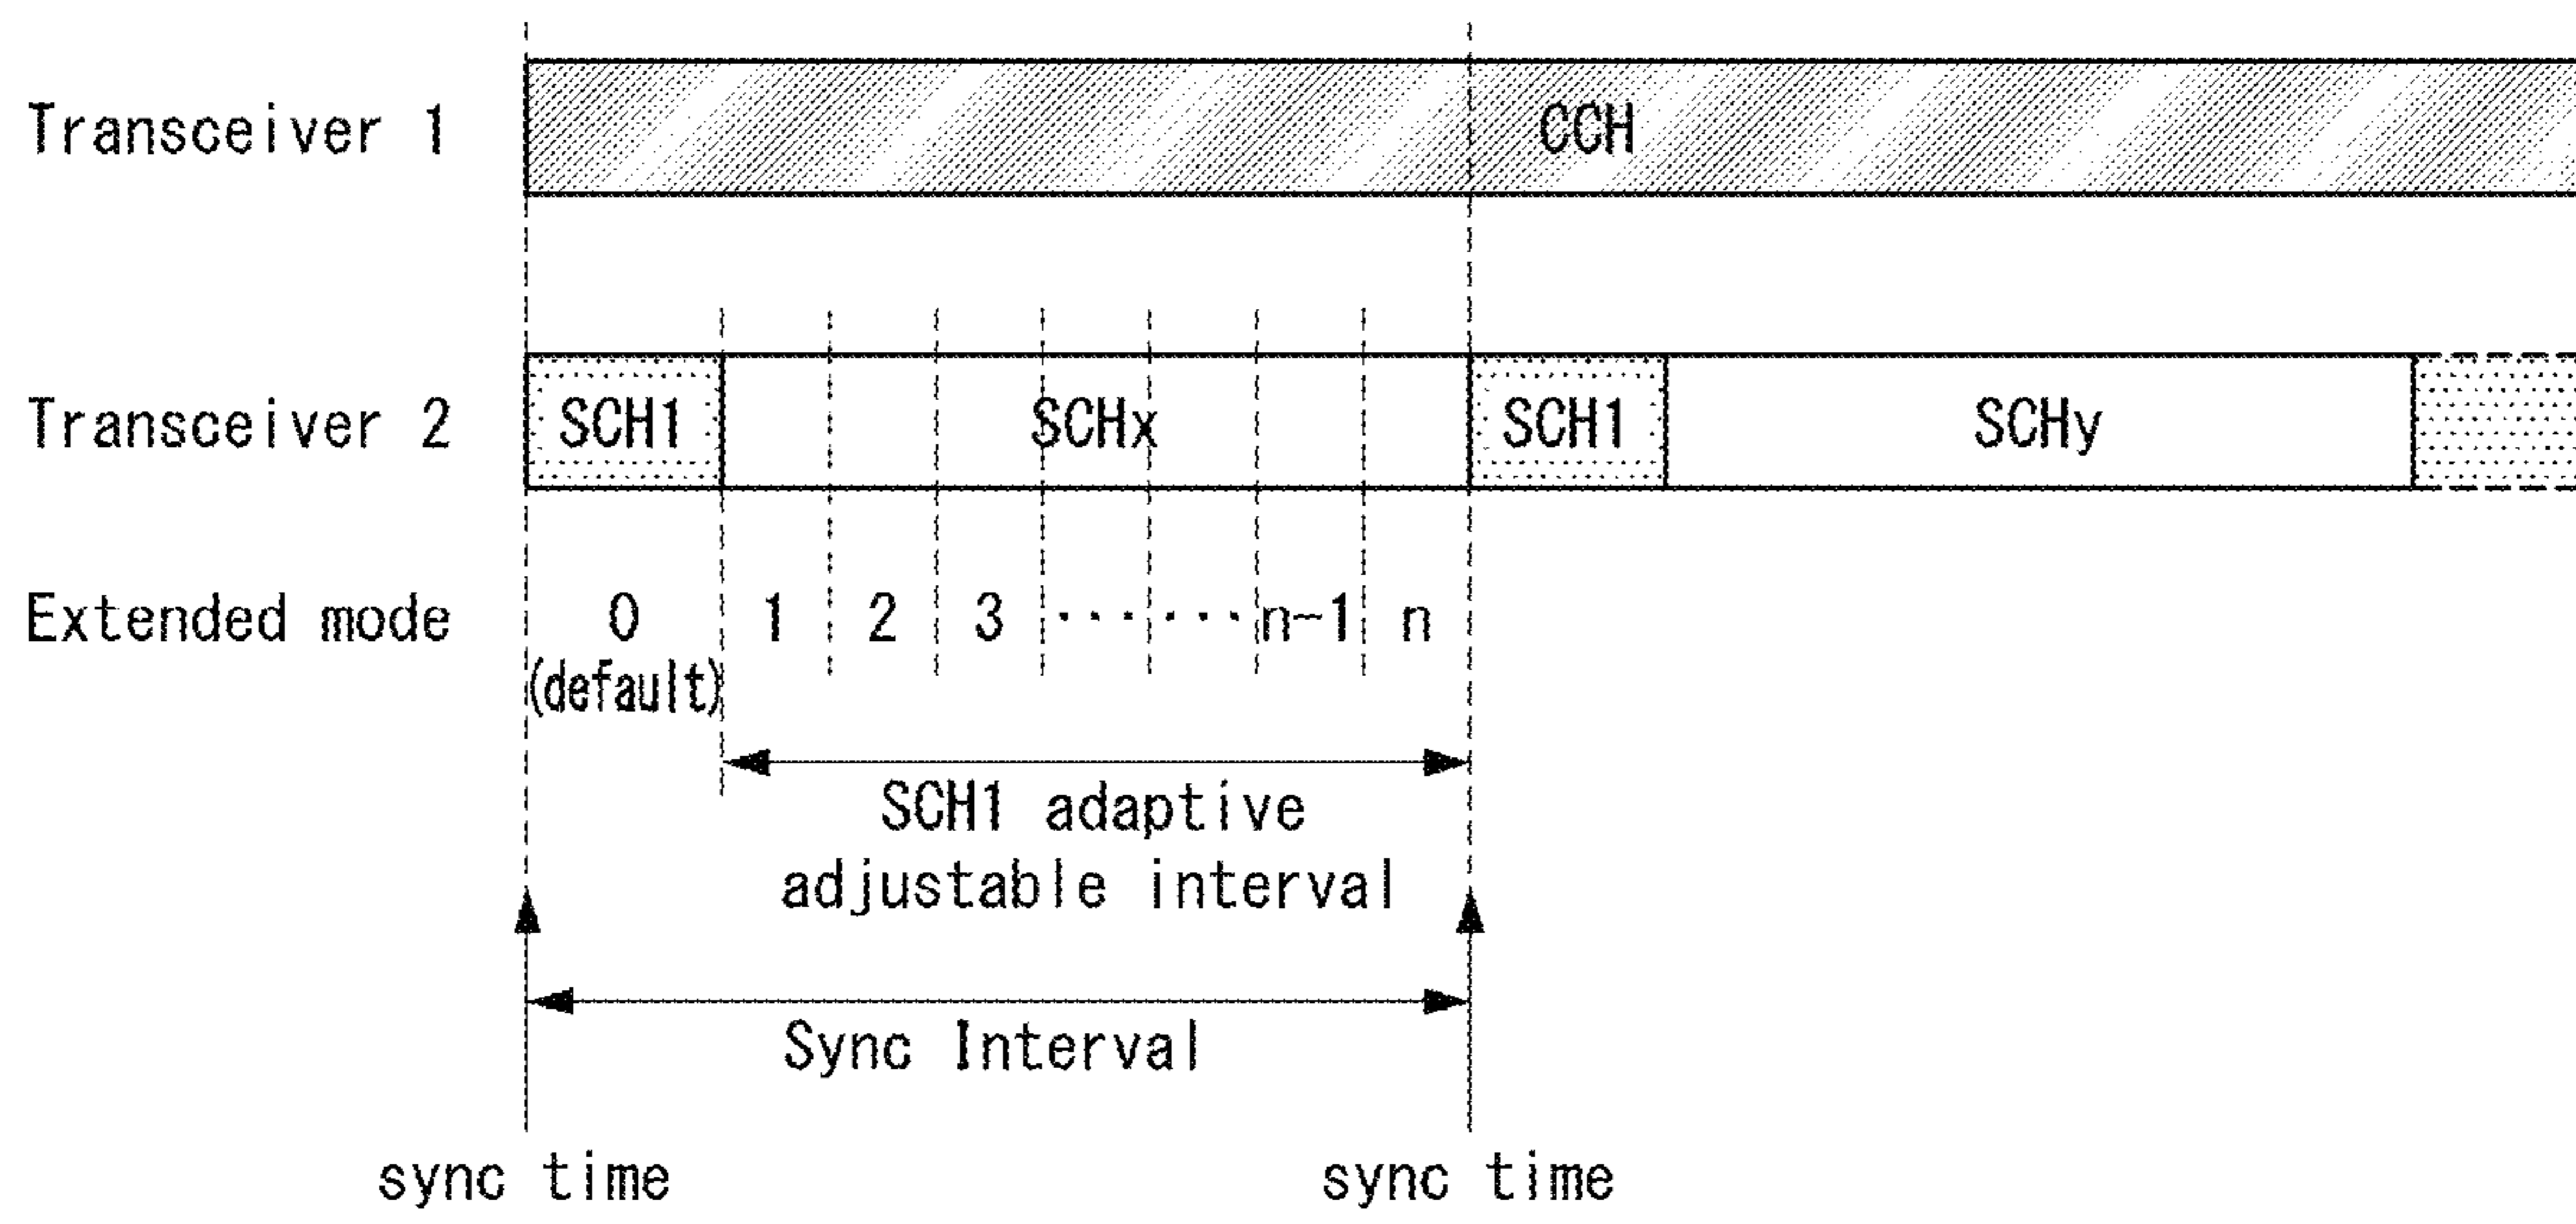 Transceiver 1
CCH
Transceiver 2
SCH1
SCHx
SCH1
SCHy
Extended mode
0 1 2 3 ...... n-1 n
(default)
SCH1 adaptive
adjustable interval
Sync Interval
sync time
sync time